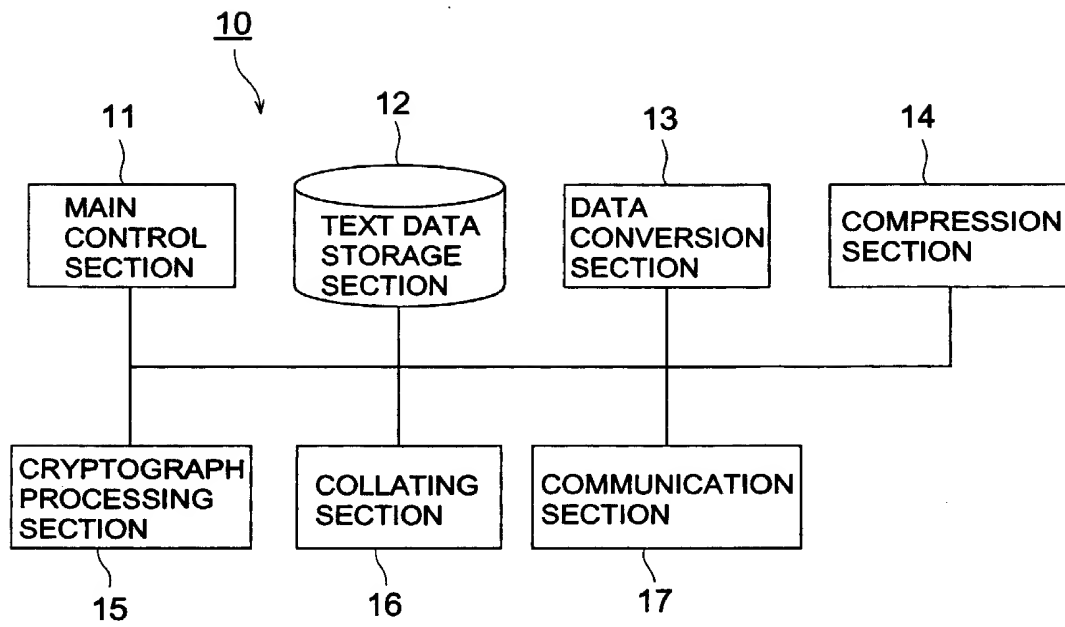 10
11
12
13
14
MAIN
CONTROL
SECTION
TEXT DATA
STORAGE
SECTION
DATA
CONVERSION
SECTION
COMPRESSION
SECTION
CRYPTOGRAPH
PROCESSING
SECTION
COLLATING
SECTION
COMMUNICATION
SECTION
15
16
17